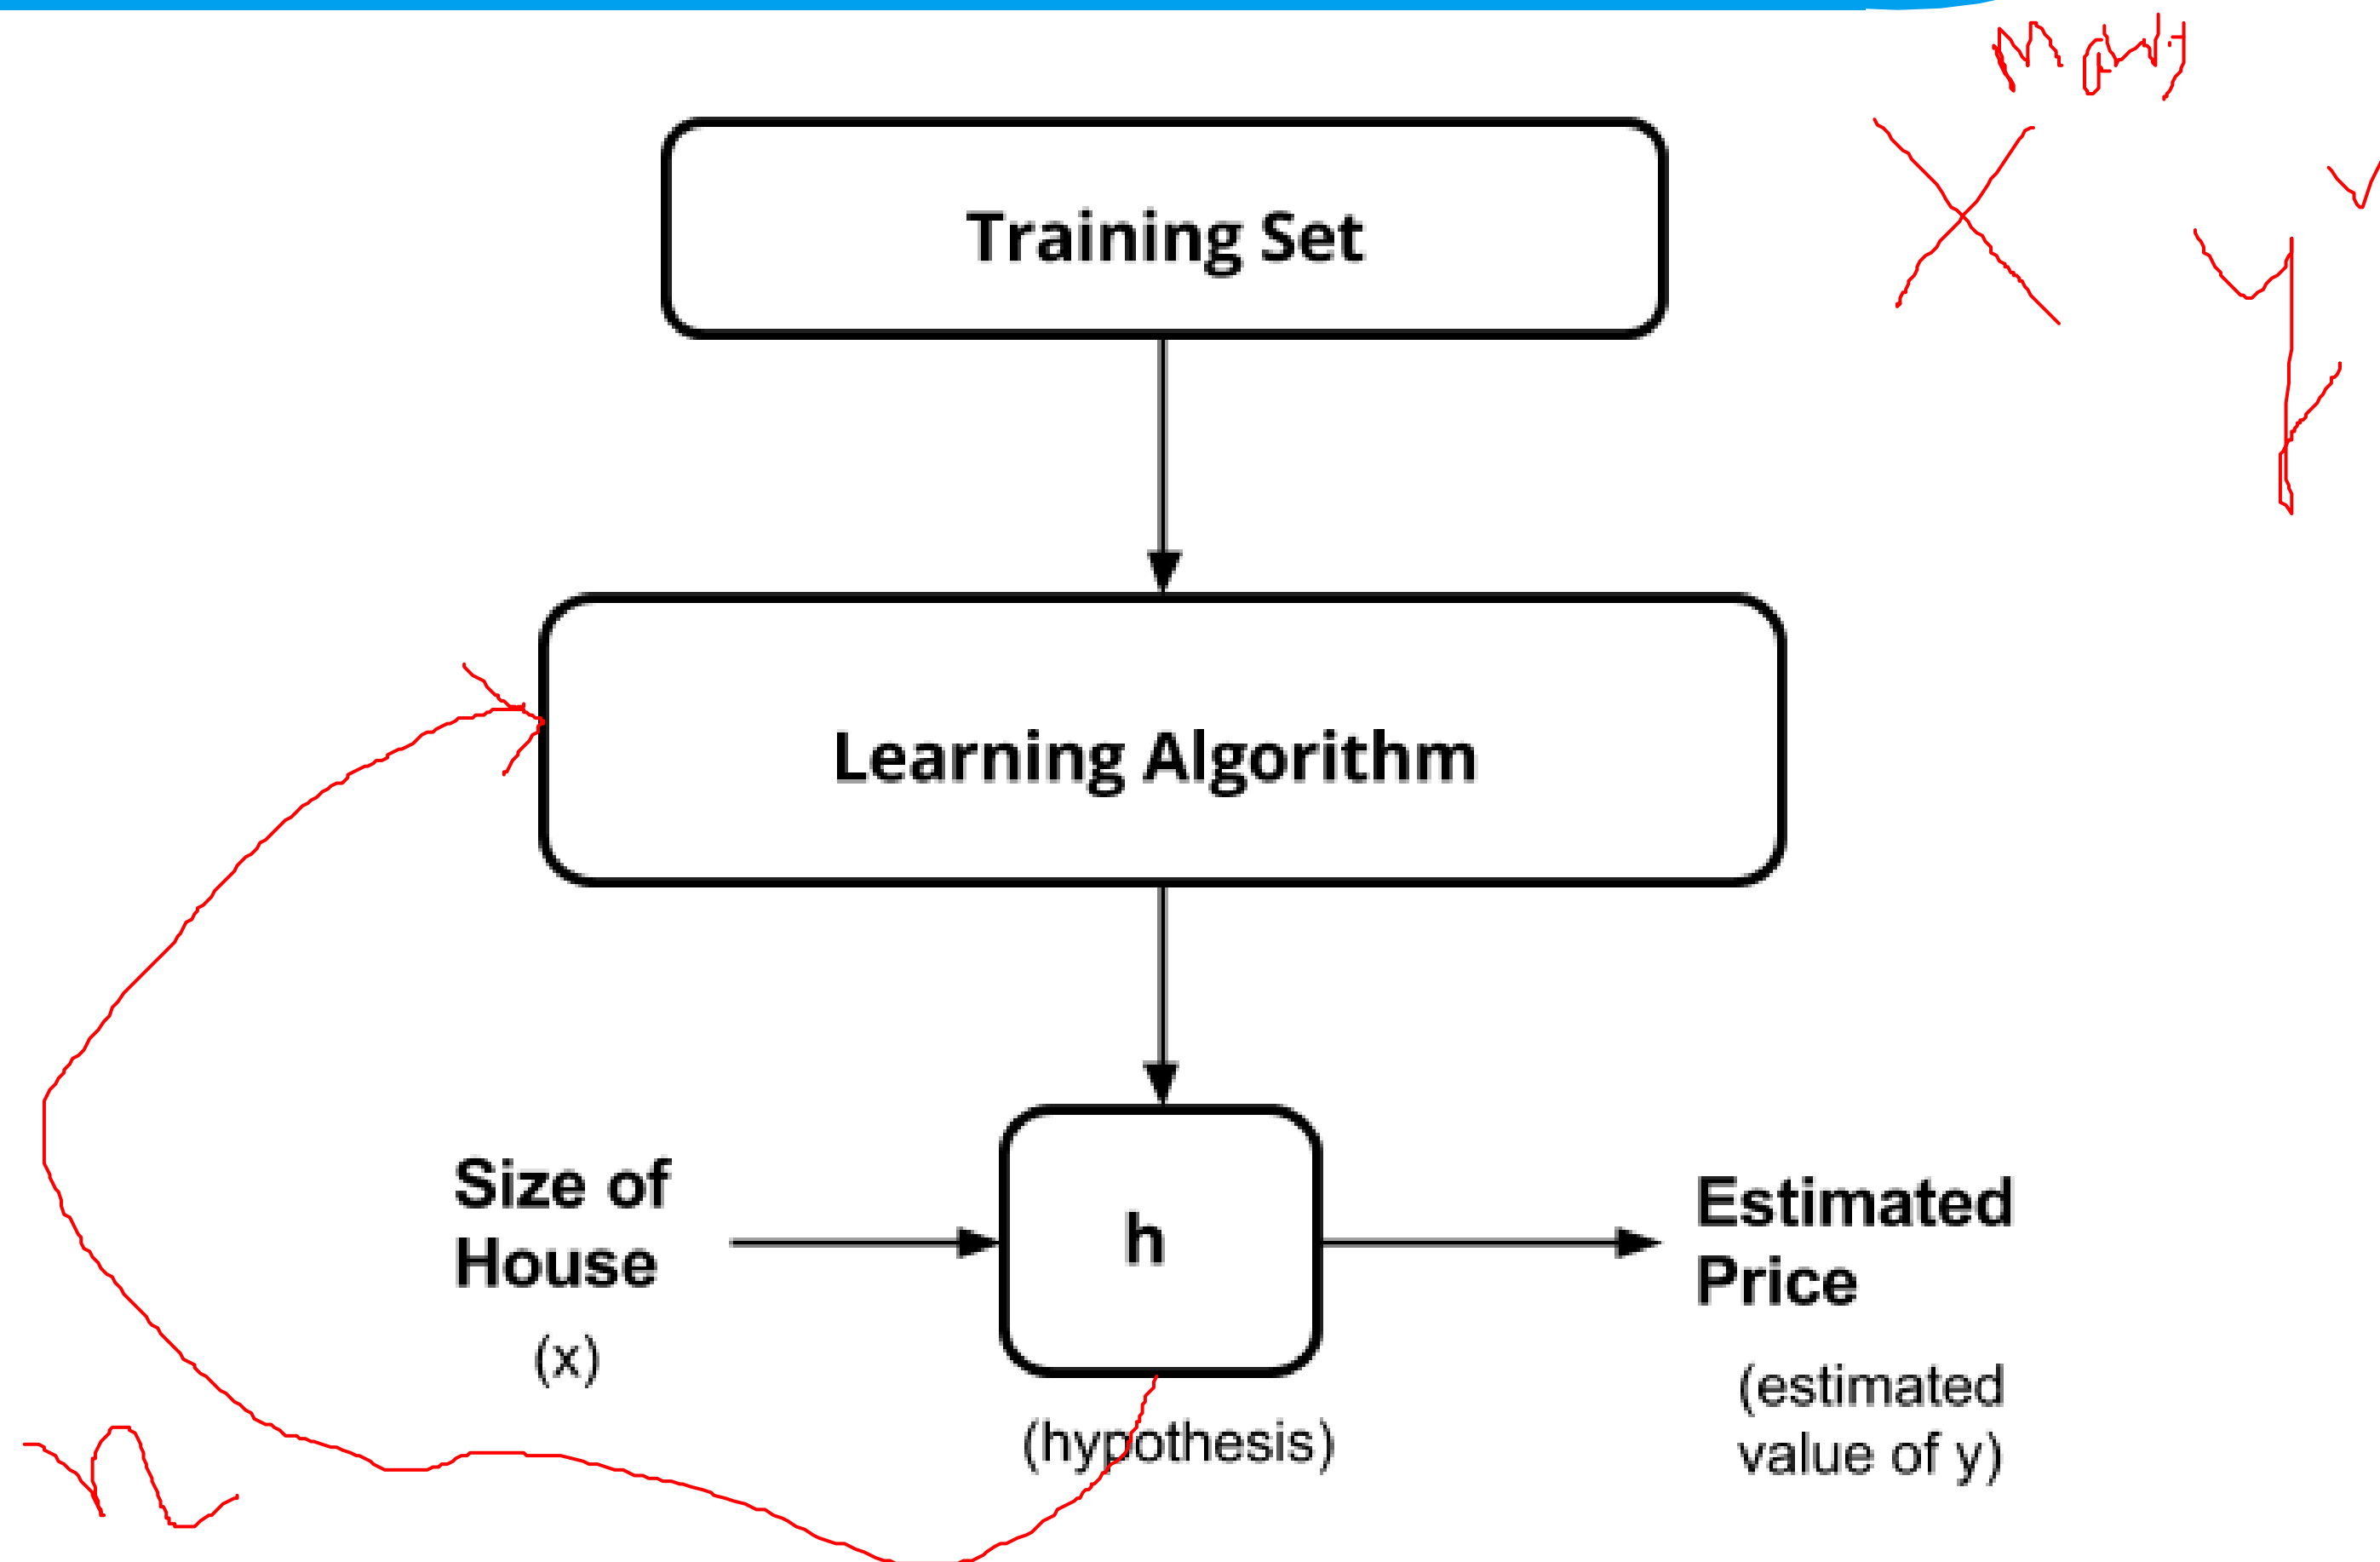 X
y
Training Set
Learning Algorithm
Size of
House
(x)
h
(hypothesis)
Estimated
Price
(estimated
value of y)
n